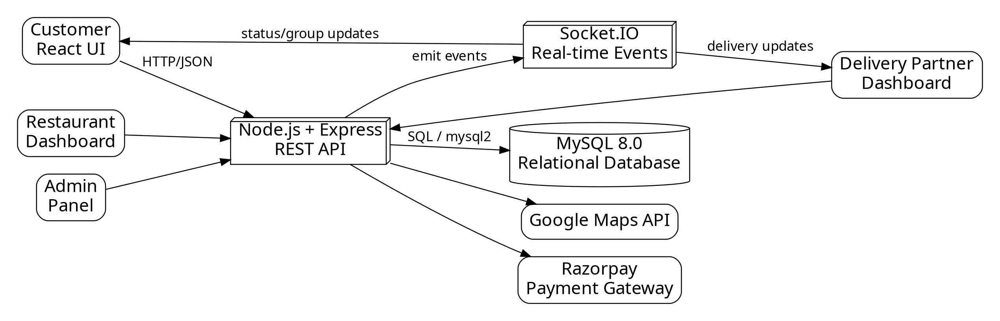 Customer
React UI
status/group updates
Socket.IO
Real-time Events
delivery updates
Delivery Partner
Dashboard
HTTP/JSON
emit events
Restaurant
Dashboard
Node.js + Express
REST API
SQL / mysql2
MySQL 8.0
Relational Database
Admin
Panel
Google Maps API
Razorpay
Payment Gateway